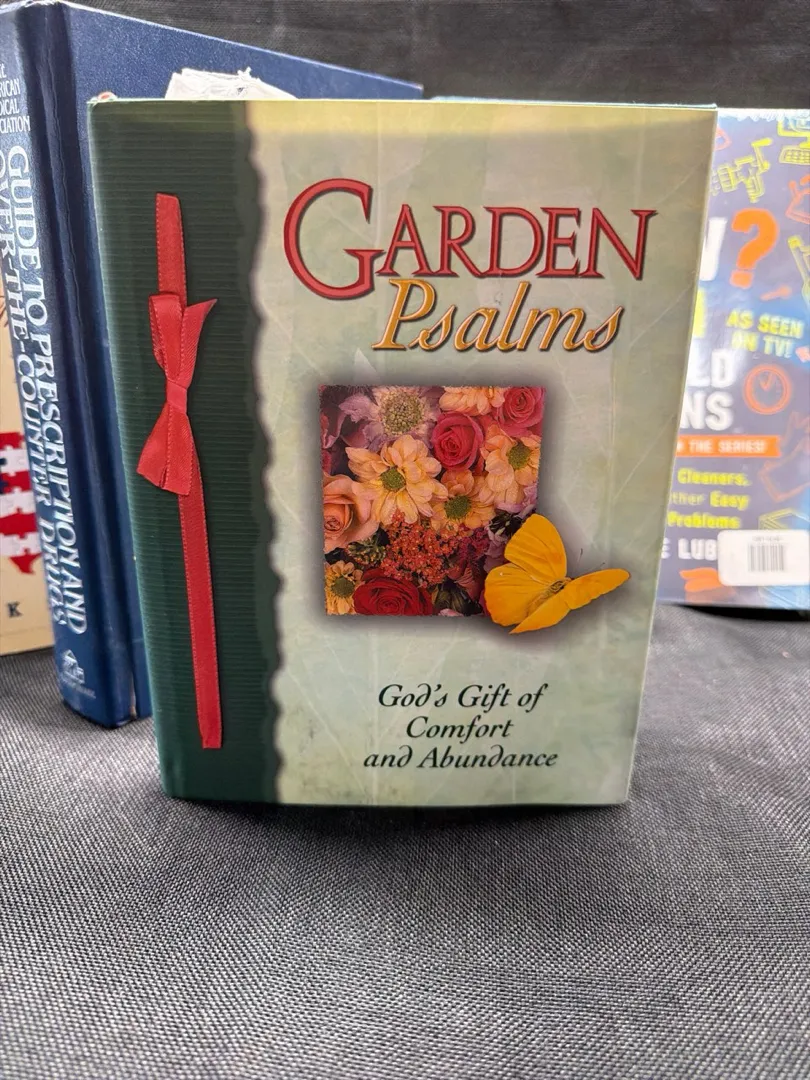 GARDEN
Psalms
God's Gift of
Comfort
and Abundance
GUIDE TO PRESCRIPTION AND
OVER-THE-COUNTER DRUGS
K
?
AS SEEN
ON TV!
THE SERIES!
Cleaners,
Easy
Problems
LUB